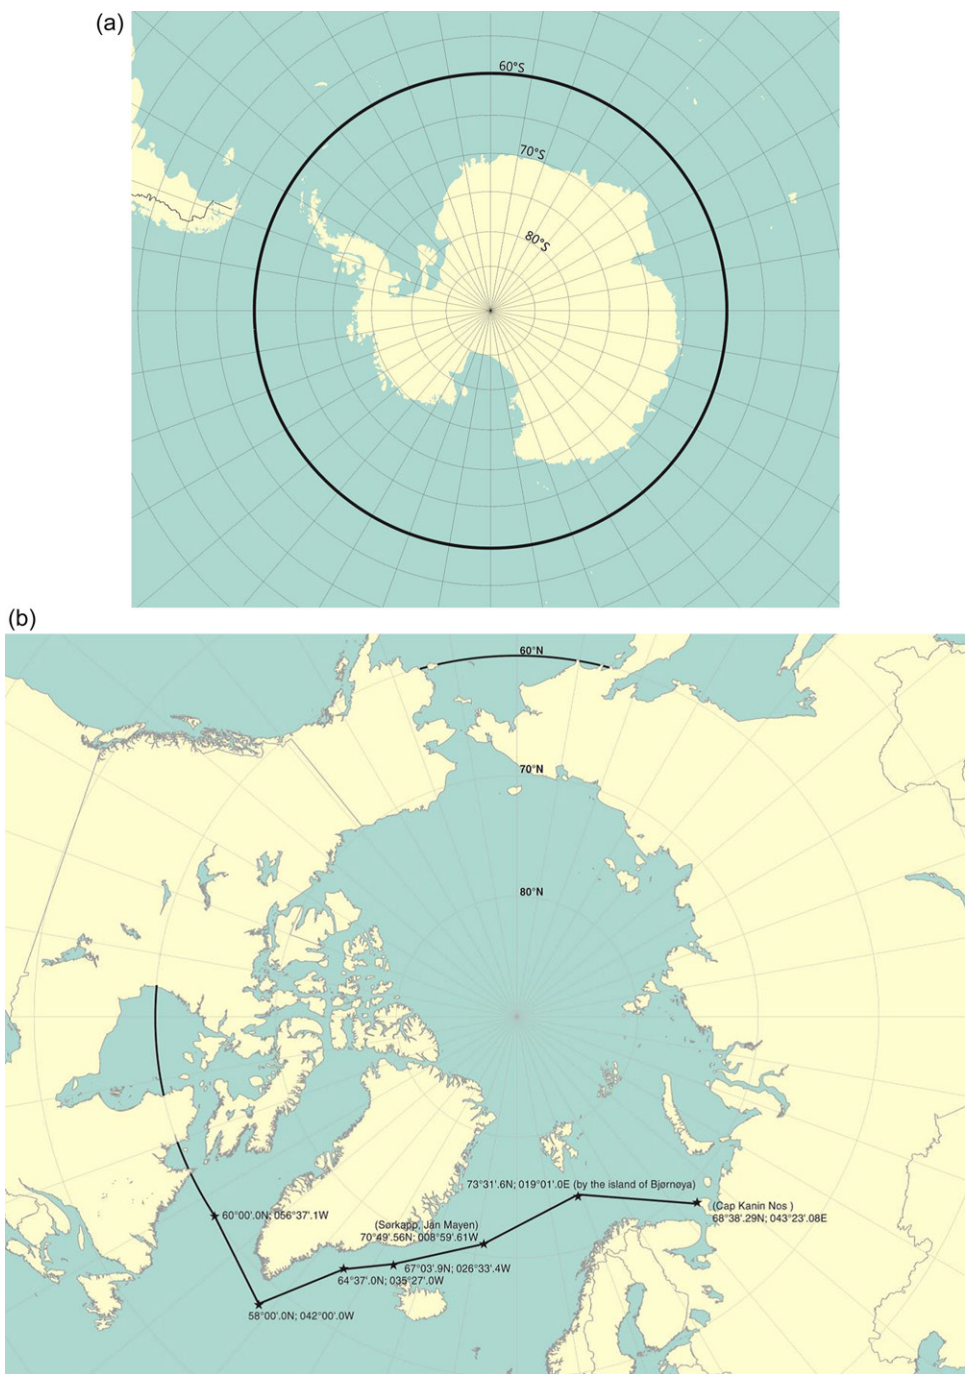 (a)
60°S
70°S
80°S
(b)
60°N
70°N
80°N
73°31'.6N; 019°01'.0E (by the island of Bjørnøya)
(Cap Kanin Nos )
68°38'.29N; 043°23'.08E
60°00'.0N; 056°37'.1W
(Sørkapp, Jan Mayen)
70°49'.56N; 008°59'.61W
67°03'.9N; 026°33'.4W
64°37'.0N; 035°27'.0W
58°00'.0N; 042°00'.0W